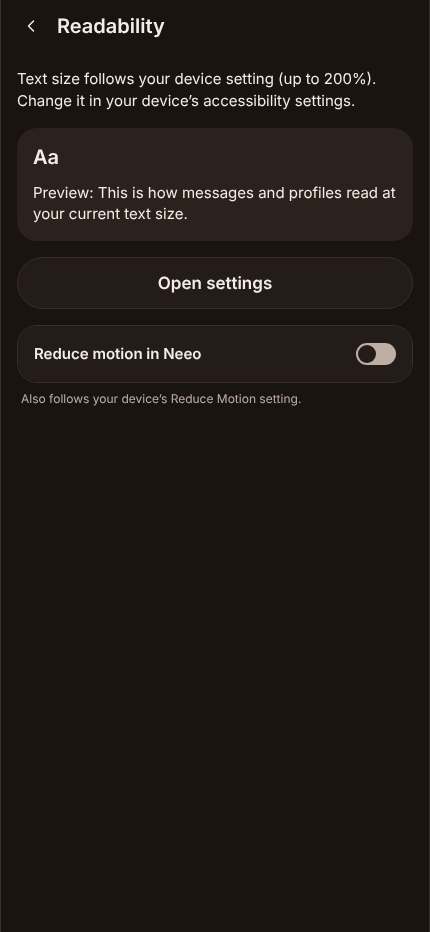 Readability
Text size follows your device setting (up to 200%).
Change it in your device’s accessibility settings.
Aa
Preview: This is how messages and profiles read at
your current text size.
Open settings
Reduce motion in Neeo
Also follows your device’s Reduce Motion setting.